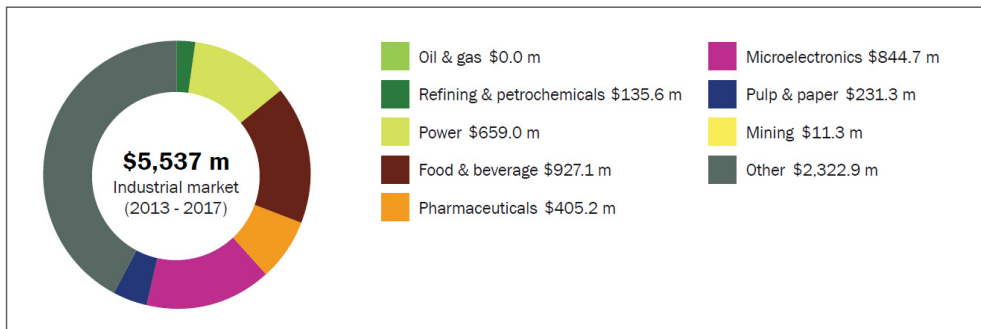 $5,537 m
Industrial market
(2013 - 2017)
Oil & gas $0.0 m
Refining & petrochemicals $135.6 m
Power $659.0 m
Food & beverage $927.1 m
Pharmaceuticals $405.2 m
Microelectronics $844.7 m
Pulp & paper $231.3 m
Mining $11.3 m
Other $2,322.9 m